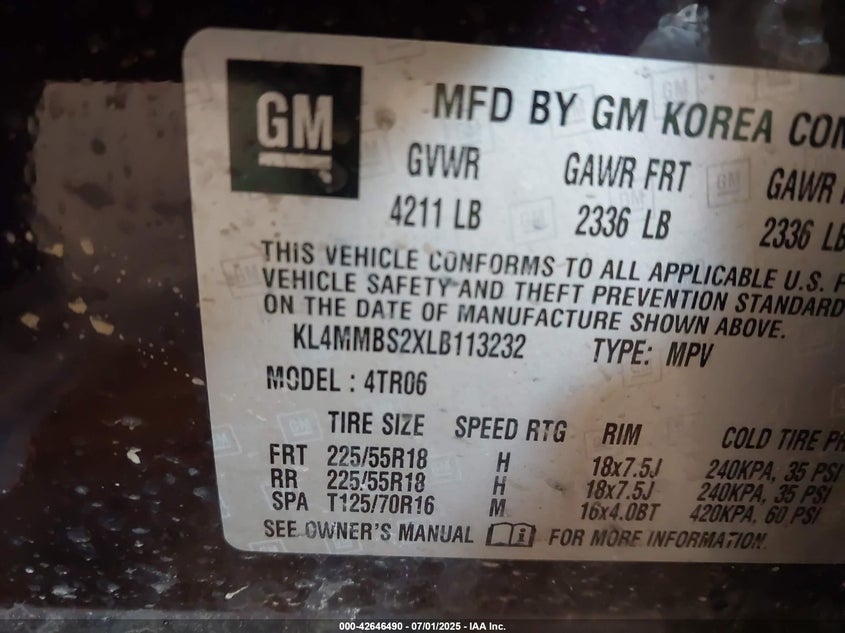 GM
MFD BY GM KOREA
GVWR GAWR FRT GAWR
4211 LB 2336 LB 2336 LB
THIS VEHICLE CONFORMS TO ALL APPLICABLE U.S.
VEHICLE SAFETY AND THEFT PREVENTION STANDARD
ON THE DATE OF MANUFACTURE SHOWN ABOVE.
KL4MMBS2XLB113232 TYPE: MPV
MODEL : 4TR06
TIRE SIZE SPEED RTG RIM COLD TIRE
FRT 225/55R18 H 18x7.5J 240KPA, 35 PSI
RR 225/55R18 H 18x7.5J 240KPA, 35 PSI
SPA T125/70R16 M 16x4.0BT 420KPA, 60 PSI
SEE OWNER'S MANUAL FOR MORE INFORMATION.
000-42646490 - 07/01/2025 - IAA Inc.